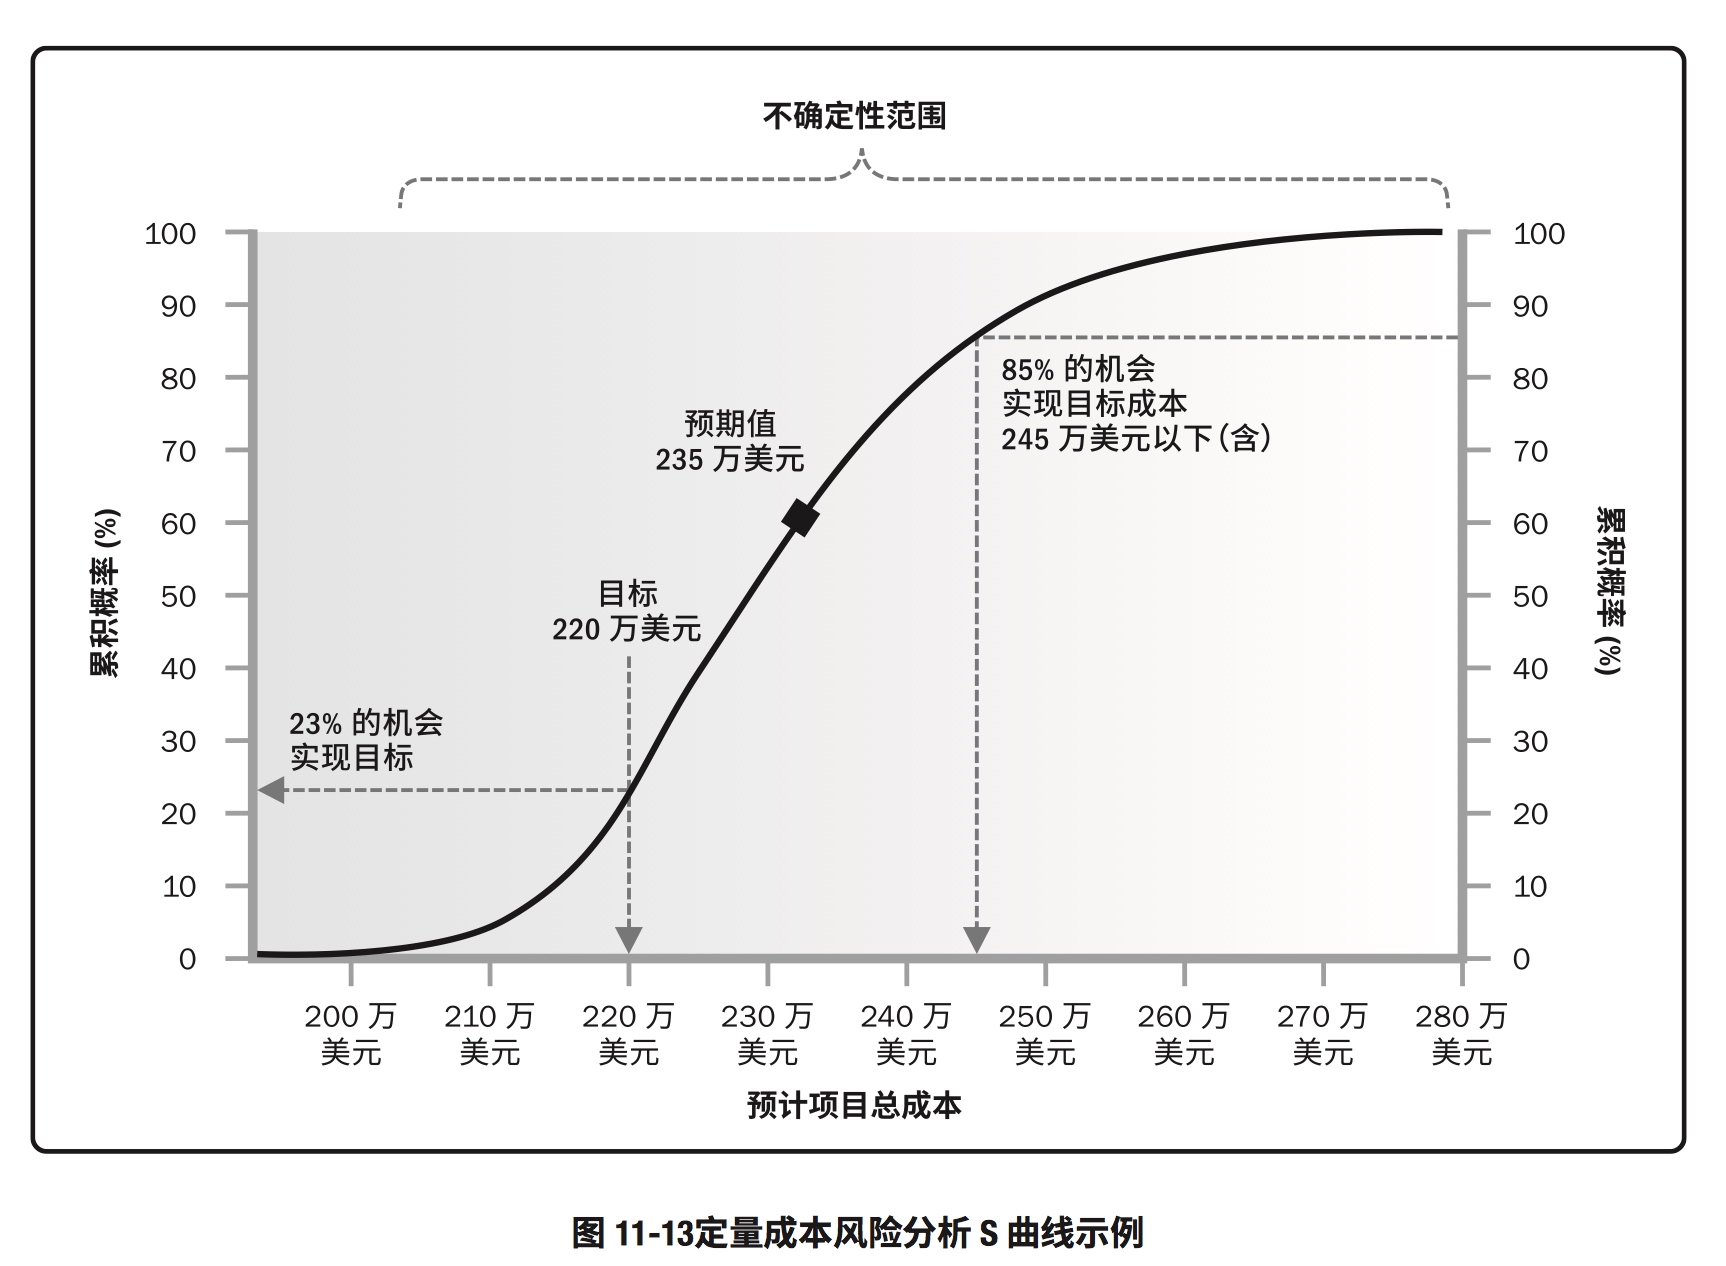 不确定性范围
100
90
80
70
60
50
40
30
20
10
0
累积概率 (%)
预期值
235 万美元
目标
220 万美元
23% 的机会
实现目标
85% 的机会
实现目标成本
245 万美元以下（含）
100
90
80
70
60
50
40
30
20
10
0
累积概率 (%)
200 万
美元
210 万
美元
220 万
美元
230 万
美元
240 万
美元
250 万
美元
260 万
美元
270 万
美元
280 万
美元
预计项目总成本
图 11-13定量成本风险分析 S 曲线示例